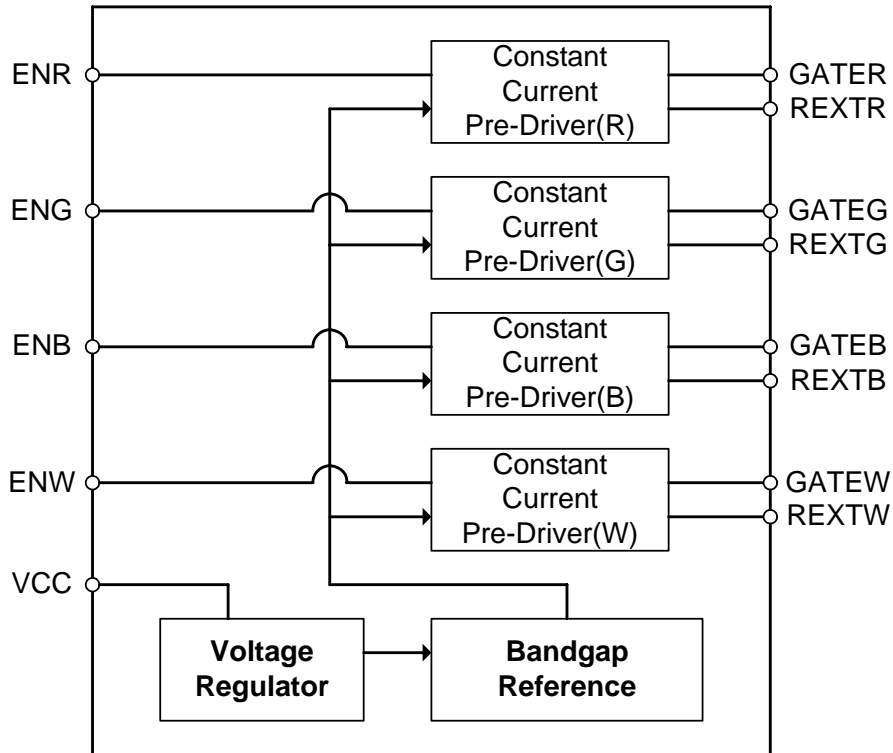 ENR
Constant
Current
Pre-Driver(R)
GATER
REXTR
ENG
Constant
Current
Pre-Driver(G)
GATEG
REXTG
ENB
Constant
Current
Pre-Driver(B)
GATEB
REXTB
ENW
Constant
Current
Pre-Driver(W)
GATEW
REXTW
VCC
Voltage
Regulator
Bandgap
Reference